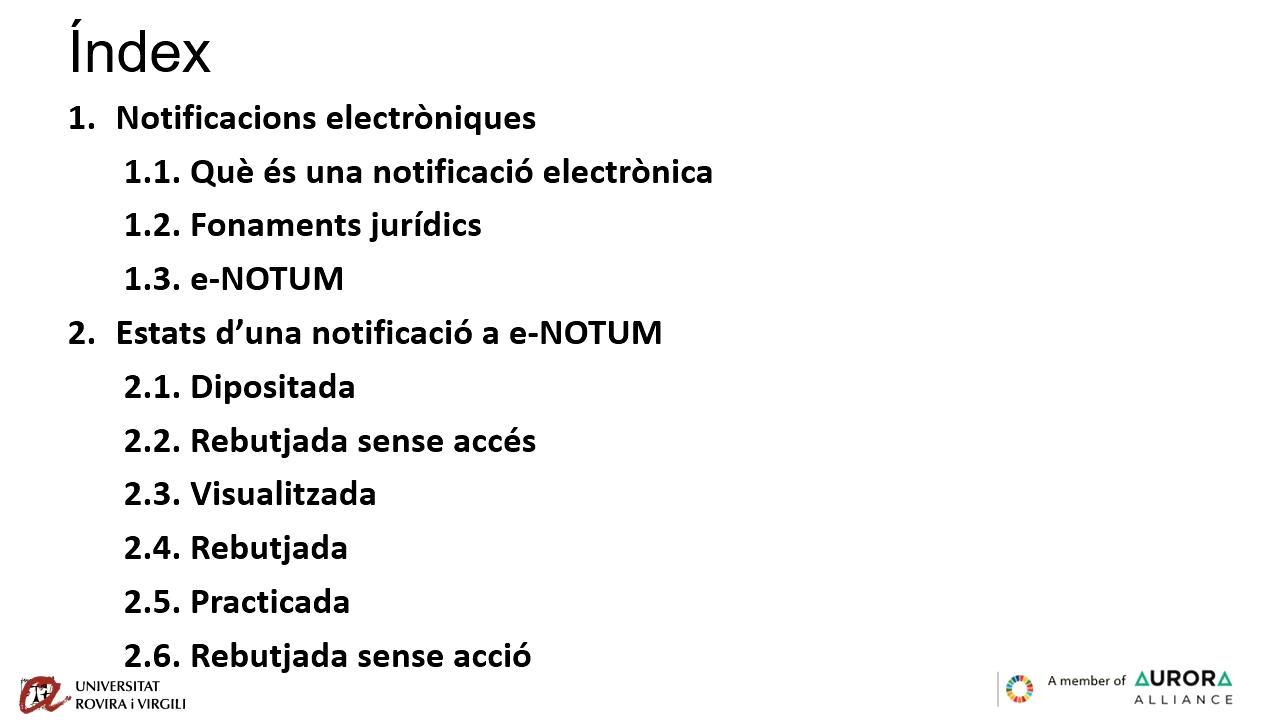 Índex
1. Notificacions electròniques
1.1. Què és una notificació electrònica
1.2. Fonaments jurídics
1.3. e-NOTUM
2. Estats d’una notificació a e-NOTUM
2.1. Dipositada
2.2. Rebutjada sense accés
2.3. Visualitzada
2.4. Rebutjada
2.5. Practicada
2.6. Rebutjada sense acció
UNIVERSITAT
ROVIRA i VIRGILI
A member of AURORA
ALLIANCE